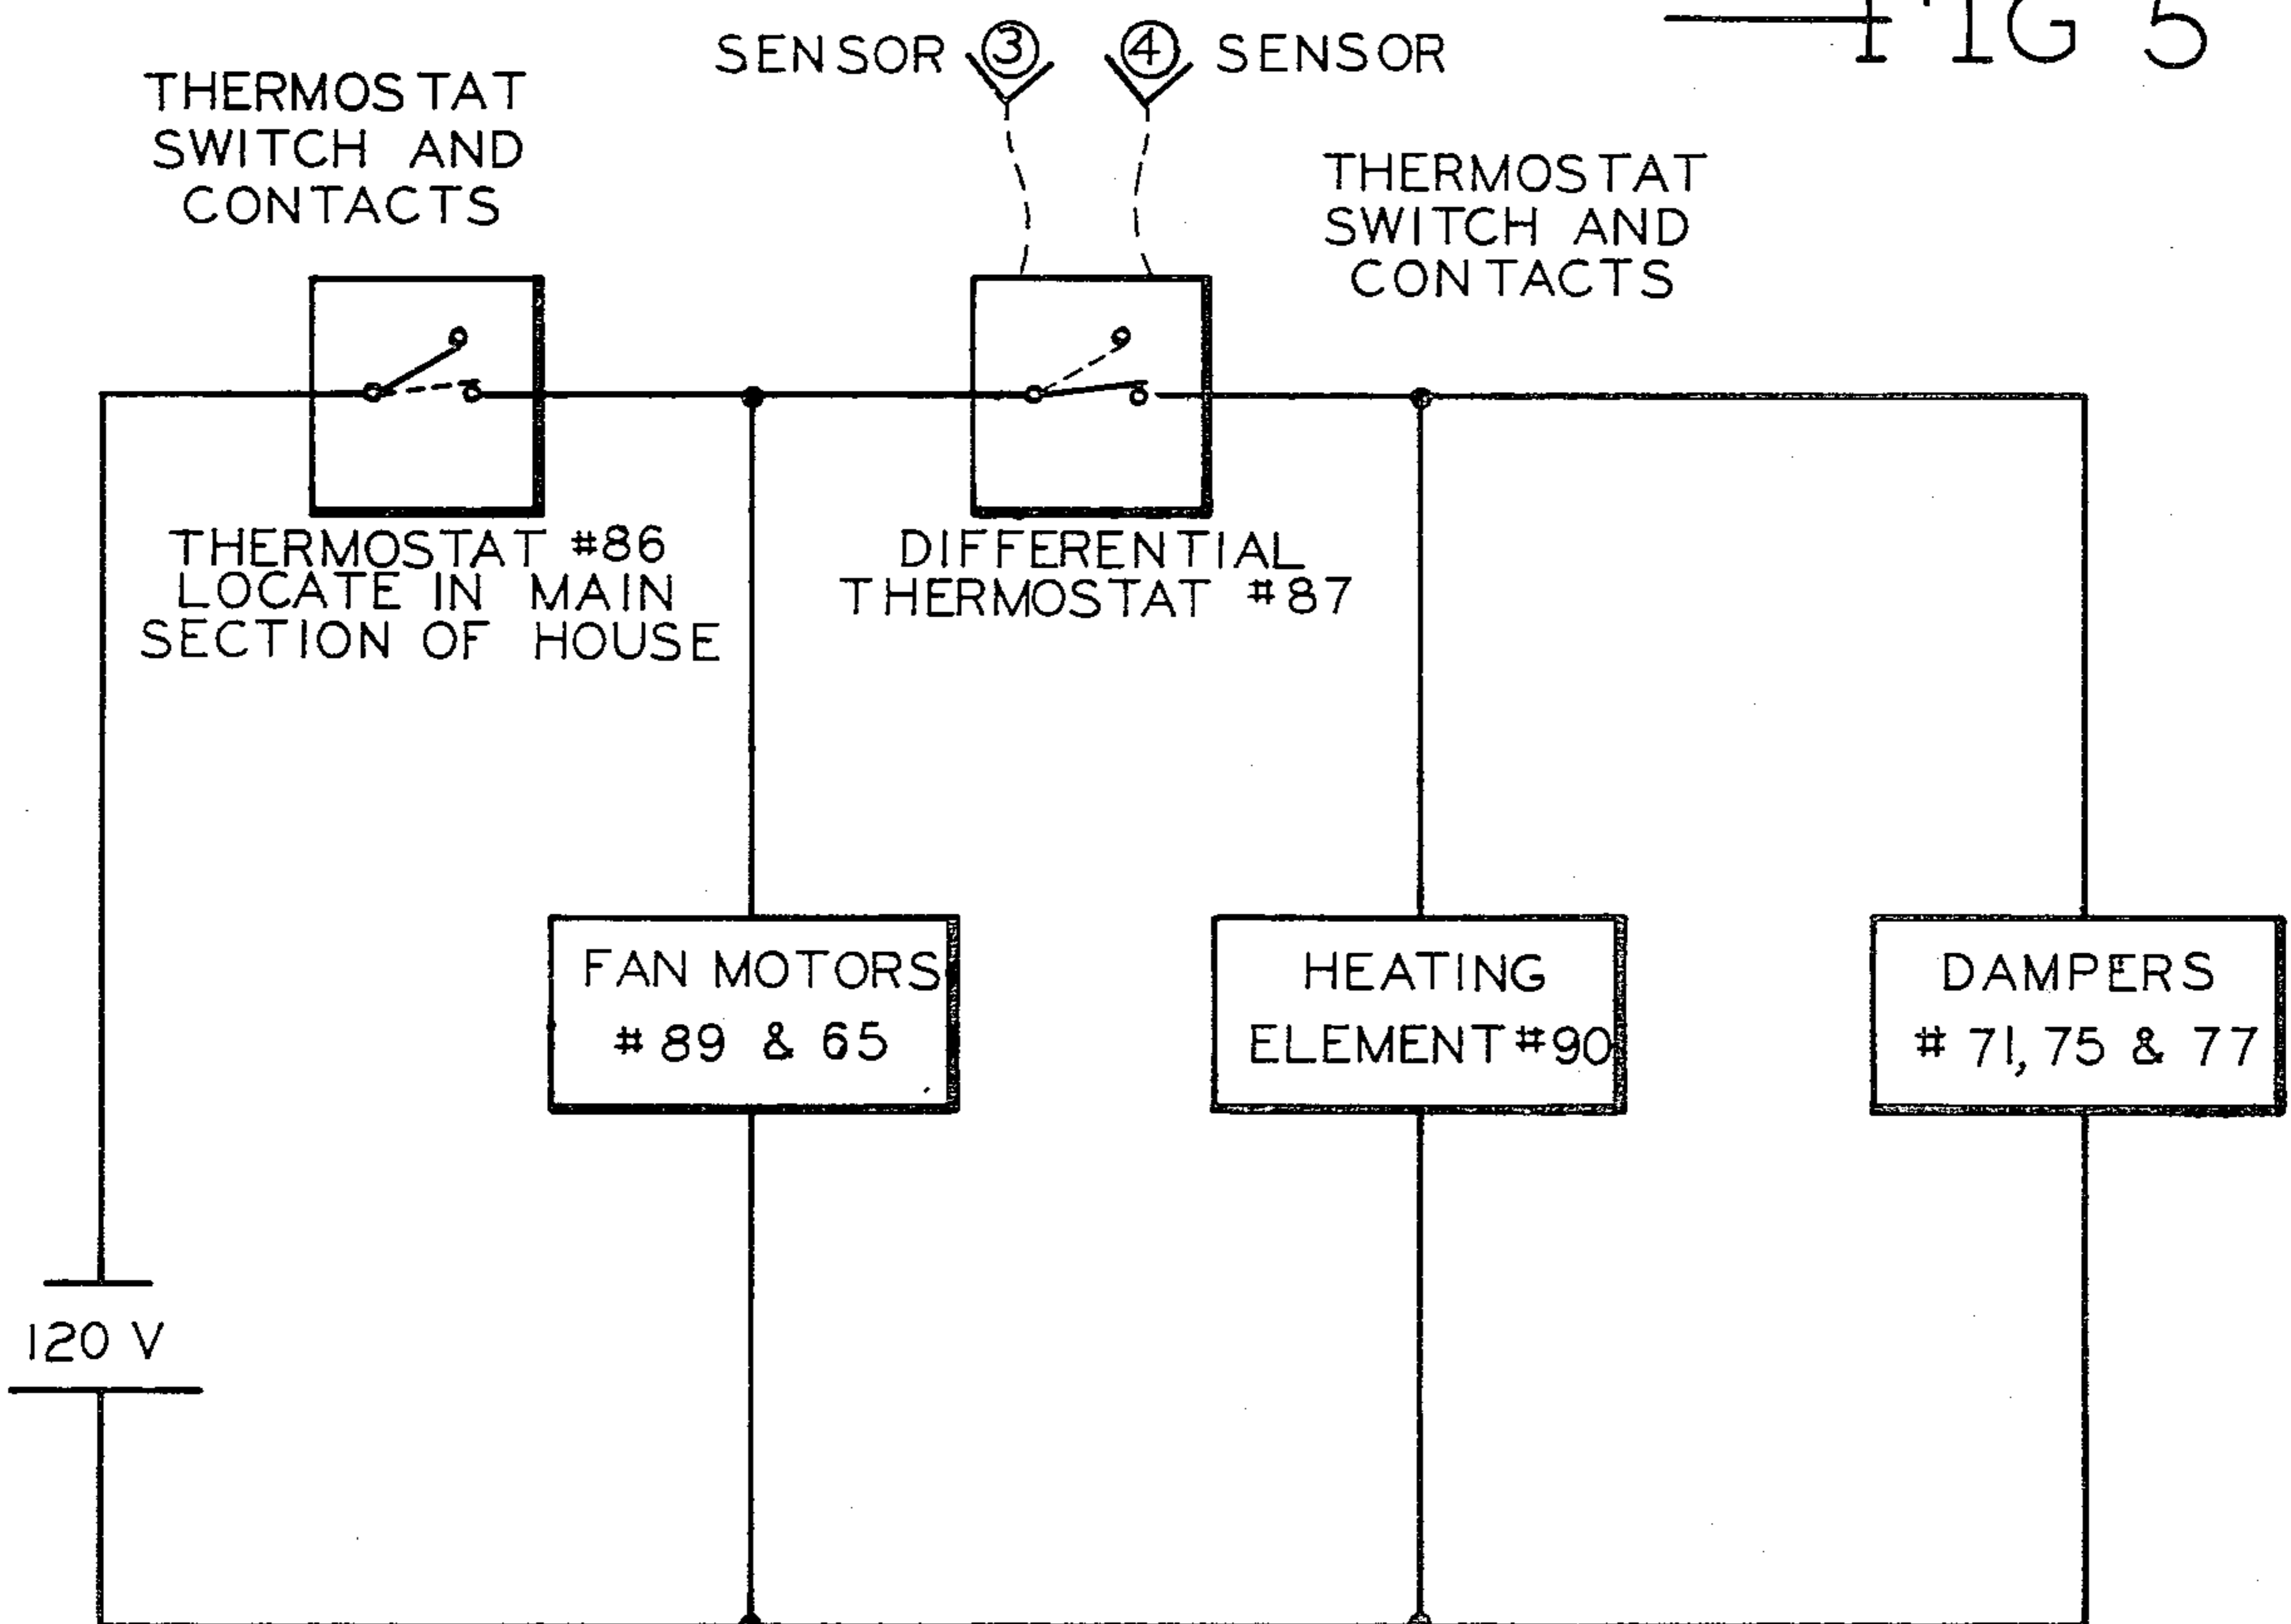 FIG 5
SENSOR 3 4 SENSOR
THERMOSTAT
SWITCH AND
CONTACTS
THERMOSTAT
SWITCH AND
CONTACTS
THERMOSTAT #86
LOCATE IN MAIN
SECTION OF HOUSE
DIFFERENTIAL
THERMOSTAT #87
FAN MOTORS
# 89 & 65
HEATING
ELEMENT #90
DAMPERS
# 71, 75 & 77
120 V